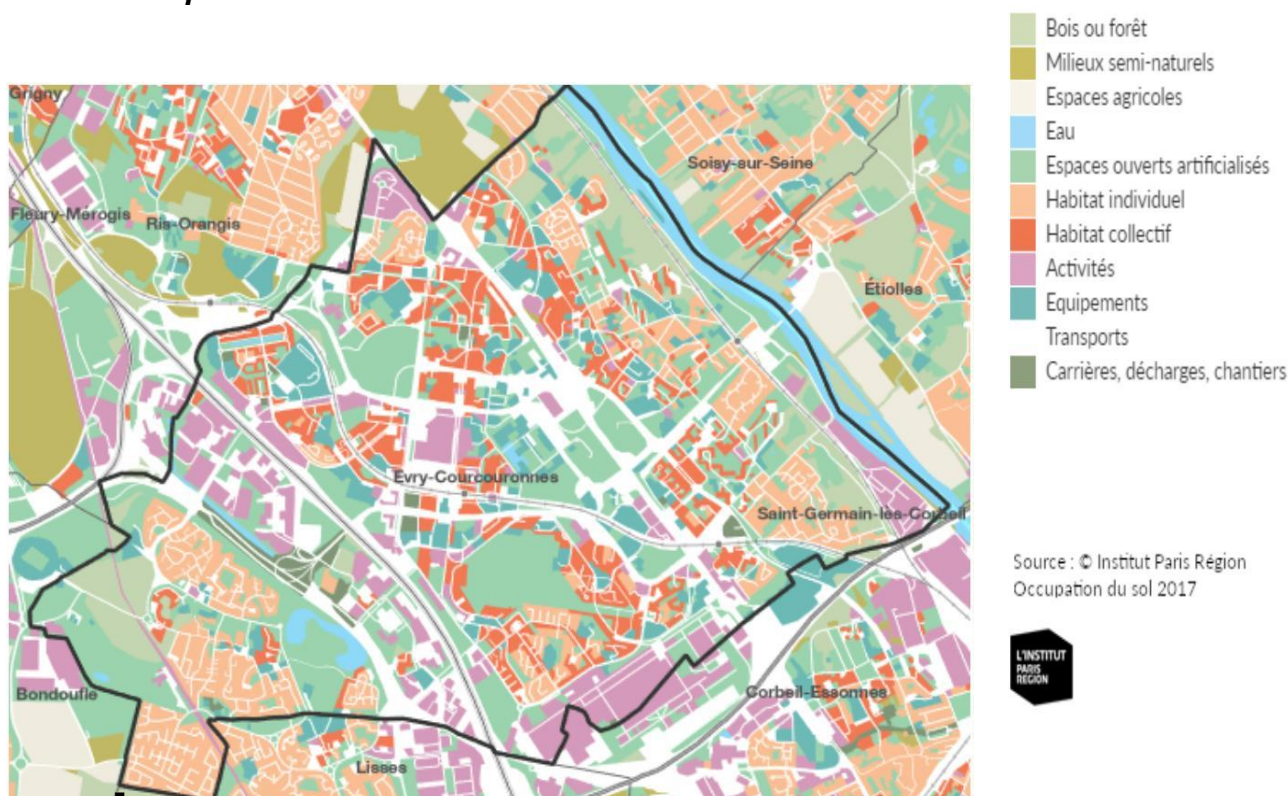 Grigny
Fleury-Mérogis
Ris-Orangis
Soisy-sur-Seine
Étiolles
Evry-Courcouronnes
Saint-Germain-lès-Corbeil
Bondoufle
Corbeil-Essonnes
Lisses
Bois ou forêt
Milieux semi-naturels
Espaces agricoles
Eau
Espaces ouverts artificialisés
Habitat individuel
Habitat collectif
Activités
Equipements
Transports
Carrières, décharges, chantiers
Source : © Institut Paris Région
Occupation du sol 2017
L'INSTITUT
PARIS
REGION